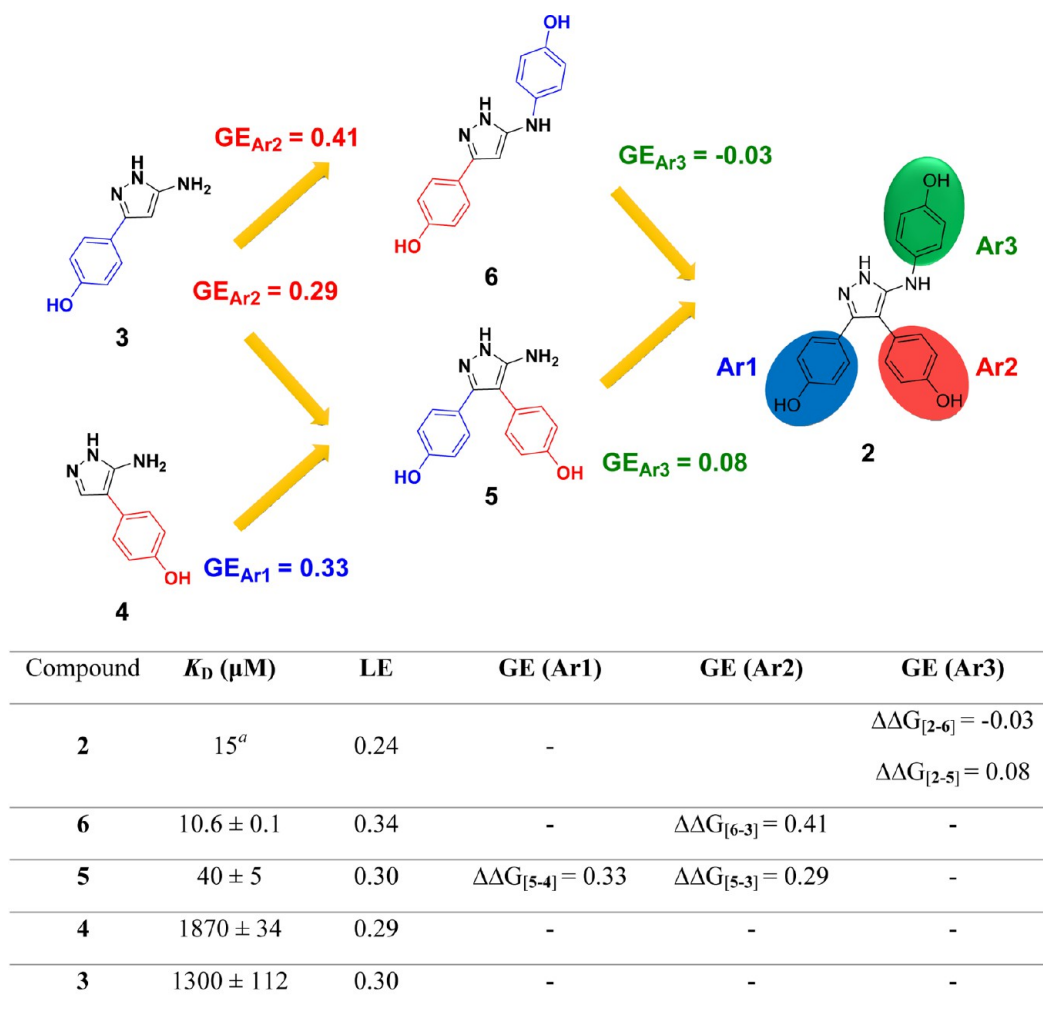 OH
H
N
N
NH
GE_Ar2 = 0.41
GE_Ar3 = -0.03
H
N
N
NH₂
OH
HO
H
N
N
NH
Ar3
6
GE_Ar2 = 0.29
HO
3
H
N
N
NH₂
Ar1
Ar2
HO
OH
2
H
N
N
NH₂
HO
OH
GE_Ar3 = 0.08
5
OH
GE_Ar1 = 0.33
4
Compound K_D (μM) LE GE (Ar1) GE (Ar2) GE (Ar3)
2 15ᵃ 0.24 - ΔΔG[2-6] = -0.03
ΔΔG[2-5] = 0.08
6 10.6 ± 0.1 0.34 - ΔΔG[6-3] = 0.41 -
5 40 ± 5 0.30 ΔΔG[5-4] = 0.33 ΔΔG[5-3] = 0.29 -
4 1870 ± 34 0.29 - - -
3 1300 ± 112 0.30 - - -